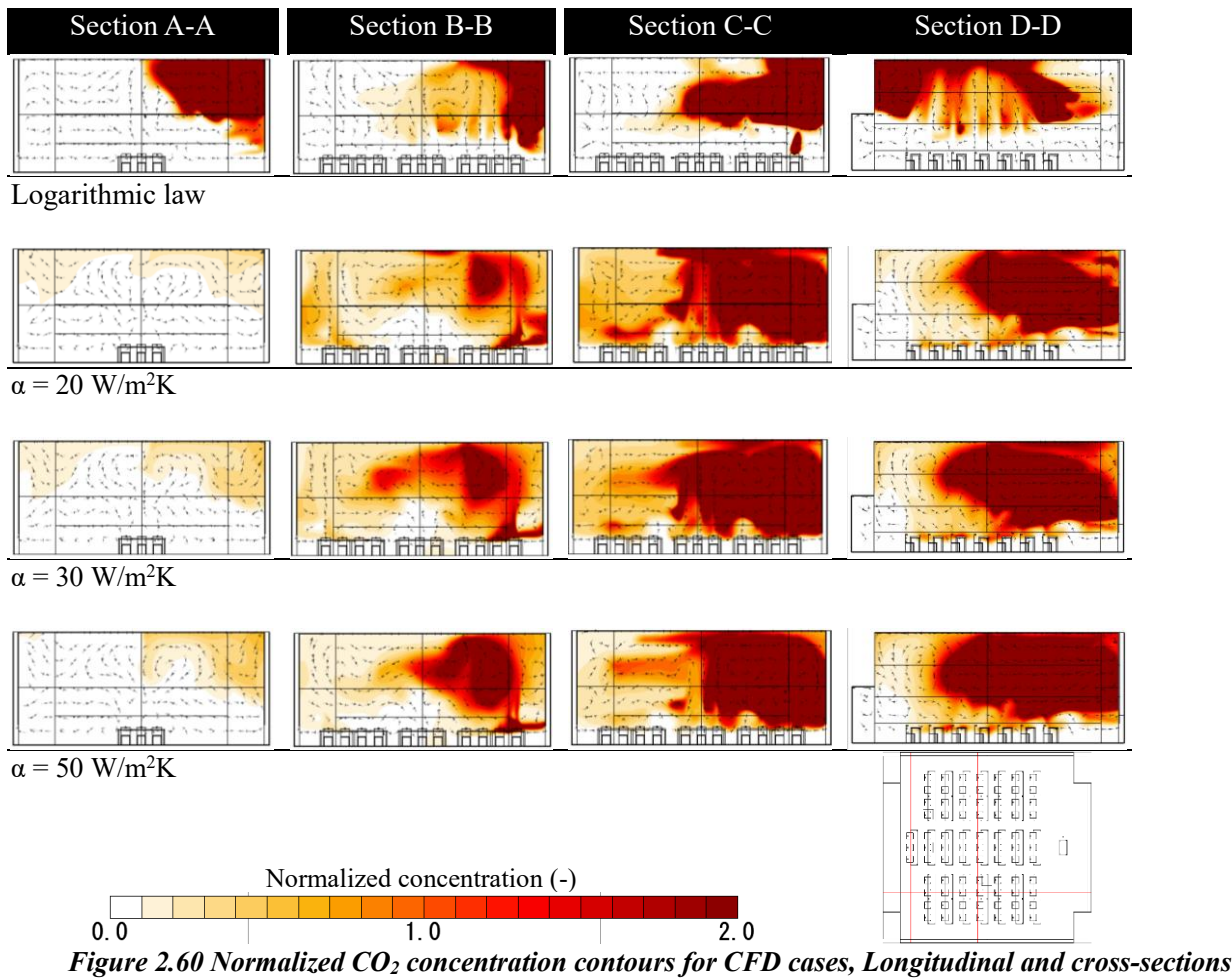 Section A-A Section B-B Section C-C Section D-D
Logarithmic law
α = 20 W/m²K
α = 30 W/m²K
α = 50 W/m²K
Normalized concentration (-)
0.0 1.0 2.0
Figure 2.60 Normalized CO₂ concentration contours for CFD cases, Longitudinal and cross-sections